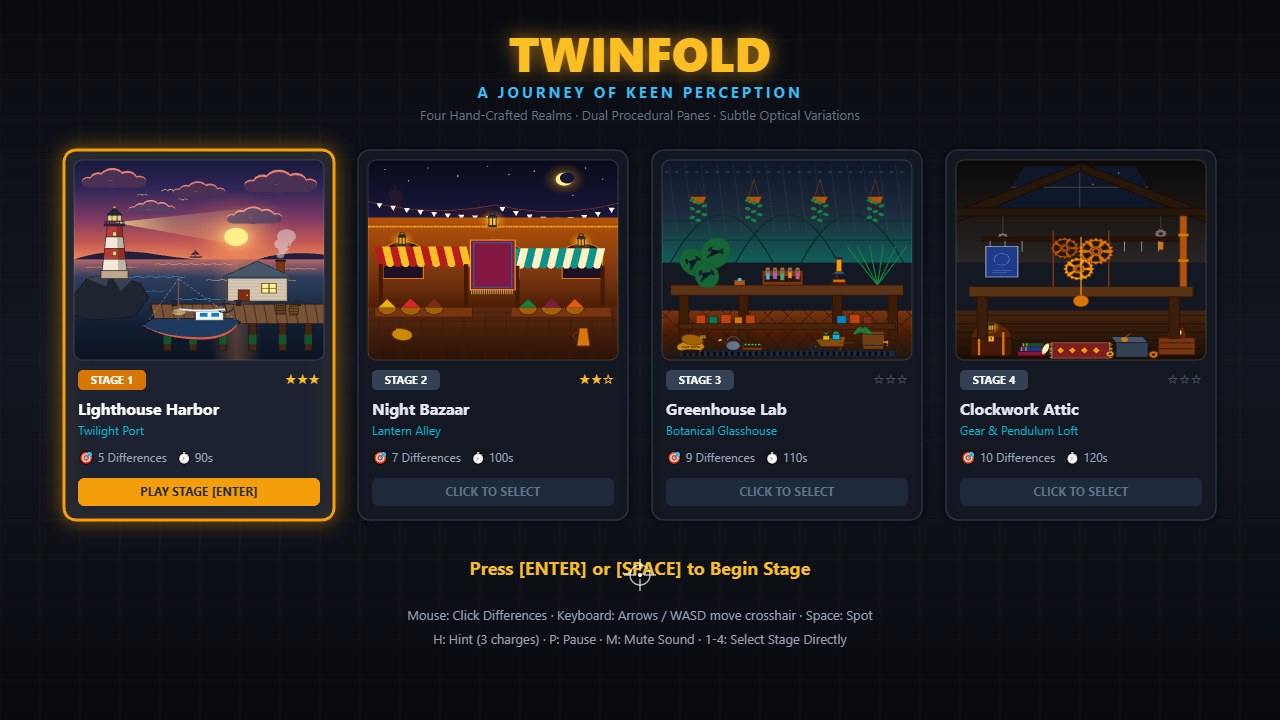 TWINFOLD
A JOURNEY OF KEEN PERCEPTION
Four Hand-Crafted Realms · Dual Procedural Panes · Subtle Optical Variations
STAGE 1
Lighthouse Harbor
Twilight Port
5 Differences
90s
PLAY STAGE [ENTER]
STAGE 2
Night Bazaar
Lantern Alley
7 Differences
100s
CLICK TO SELECT
STAGE 3
Greenhouse Lab
Botanical Glasshouse
9 Differences
110s
CLICK TO SELECT
STAGE 4
Clockwork Attic
Gear & Pendulum Loft
10 Differences
120s
CLICK TO SELECT
Press [ENTER] or [SPACE] to Begin Stage
Mouse: Click Differences · Keyboard: Arrows / WASD move crosshair · Space: Spot
H: Hint (3 charges) · P: Pause · M: Mute Sound · 1-4: Select Stage Directly